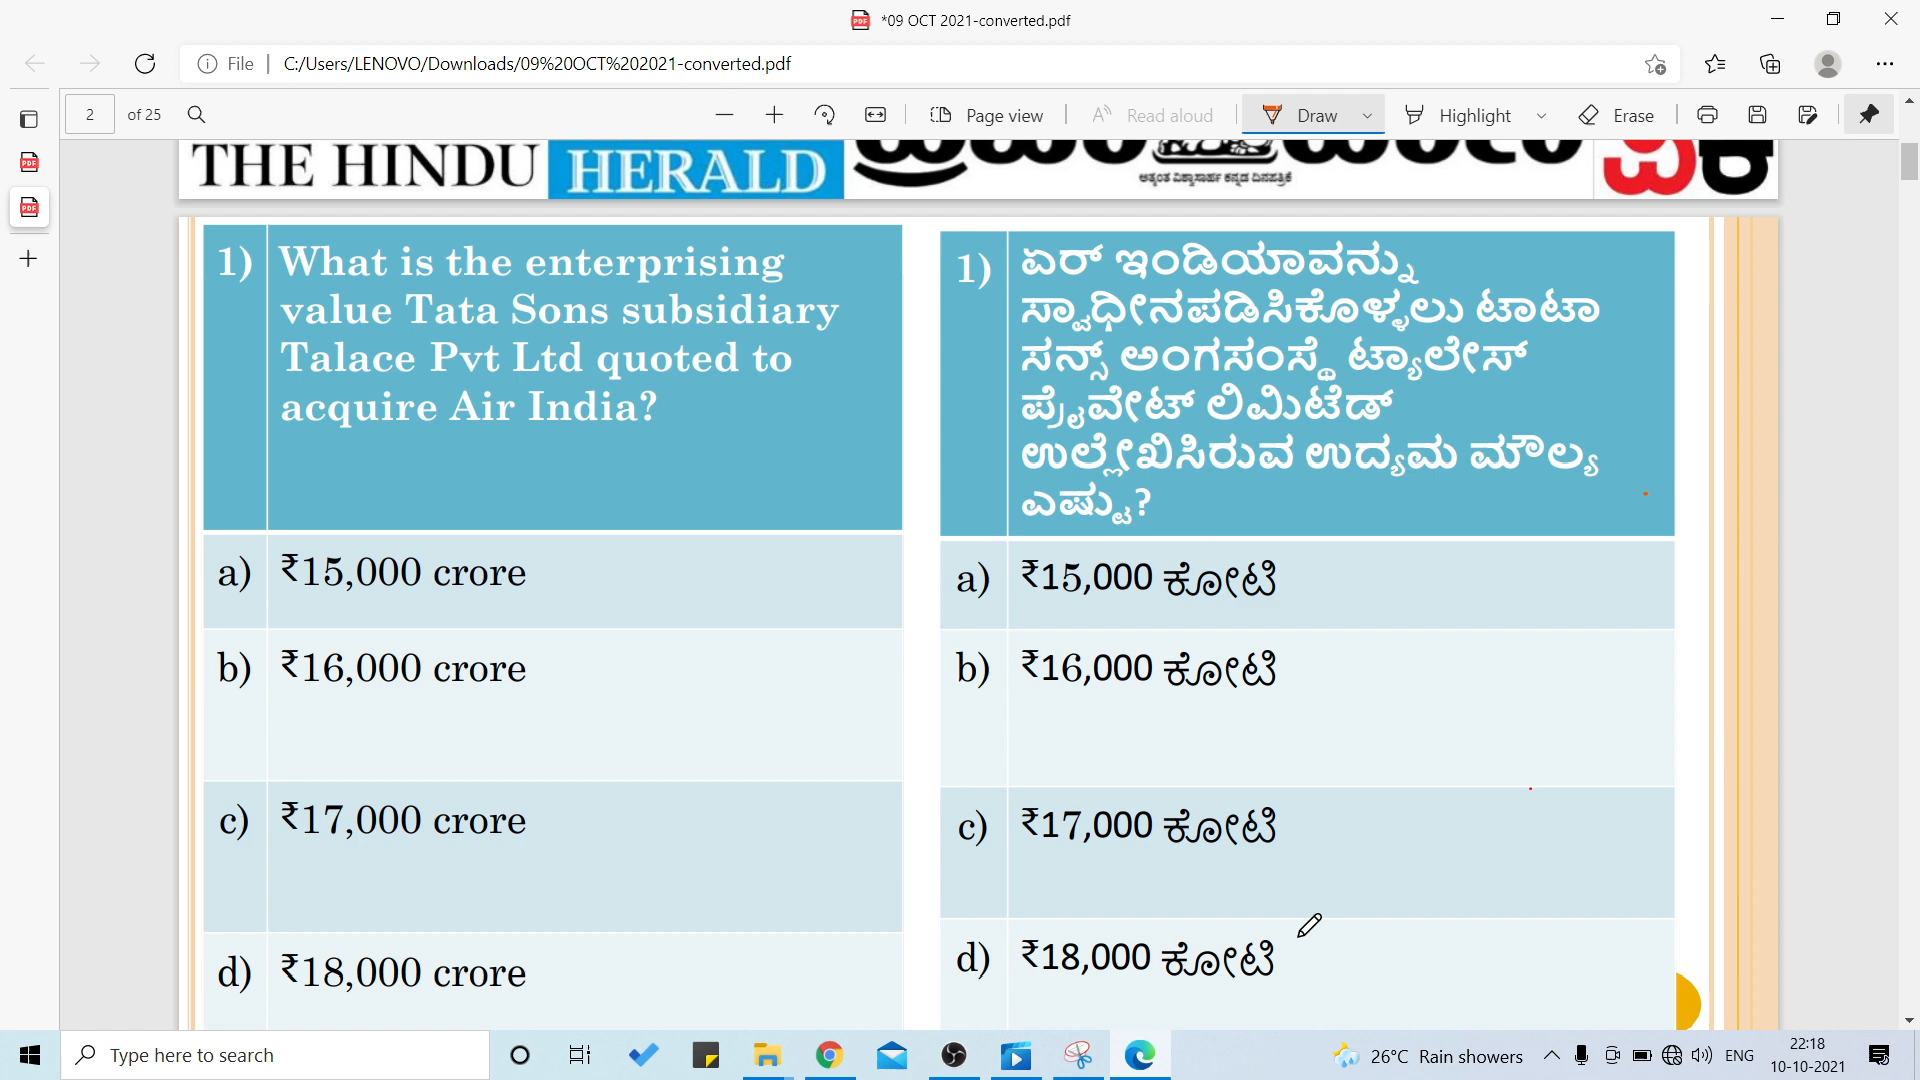 *09 OCT 2021-converted.pdf
File
C:/Users/LENOVO/Downloads/09%20OCT%202021-converted.pdf
2 of 25
Page view
Read aloud
Draw
Highlight
Erase
THE HINDU HERALD
ಅತ್ಯಂತ ವಿಶ್ವಾಸಾರ್ಹ ಕನ್ನಡ ದಿನಪತ್ರಿಕೆ
1) What is the enterprising
value Tata Sons subsidiary
Talace Pvt Ltd quoted to
acquire Air India?
a) ₹15,000 crore
b) ₹16,000 crore
c) ₹17,000 crore
d) ₹18,000 crore
1) ಏರ್ ಇಂಡಿಯಾವನ್ನು
ಸ್ವಾಧೀನಪಡಿಸಿಕೊಳ್ಳಲು ಟಾಟಾ
ಸನ್ಸ್ ಅಂಗಸಂಸ್ಥೆ ಟ್ಯಾಲೇಸ್
ಪ್ರೈವೇಟ್ ಲಿಮಿಟೆಡ್
ಉಲ್ಲೇಖಿಸಿರುವ ಉದ್ಯಮ ಮೌಲ್ಯ
ಎಷ್ಟು?
a) ₹15,000 ಕೋಟಿ
b) ₹16,000 ಕೋಟಿ
c) ₹17,000 ಕೋಟಿ
d) ₹18,000 ಕೋಟಿ
Type here to search
26°C Rain showers
ENG
22:18
10-10-2021